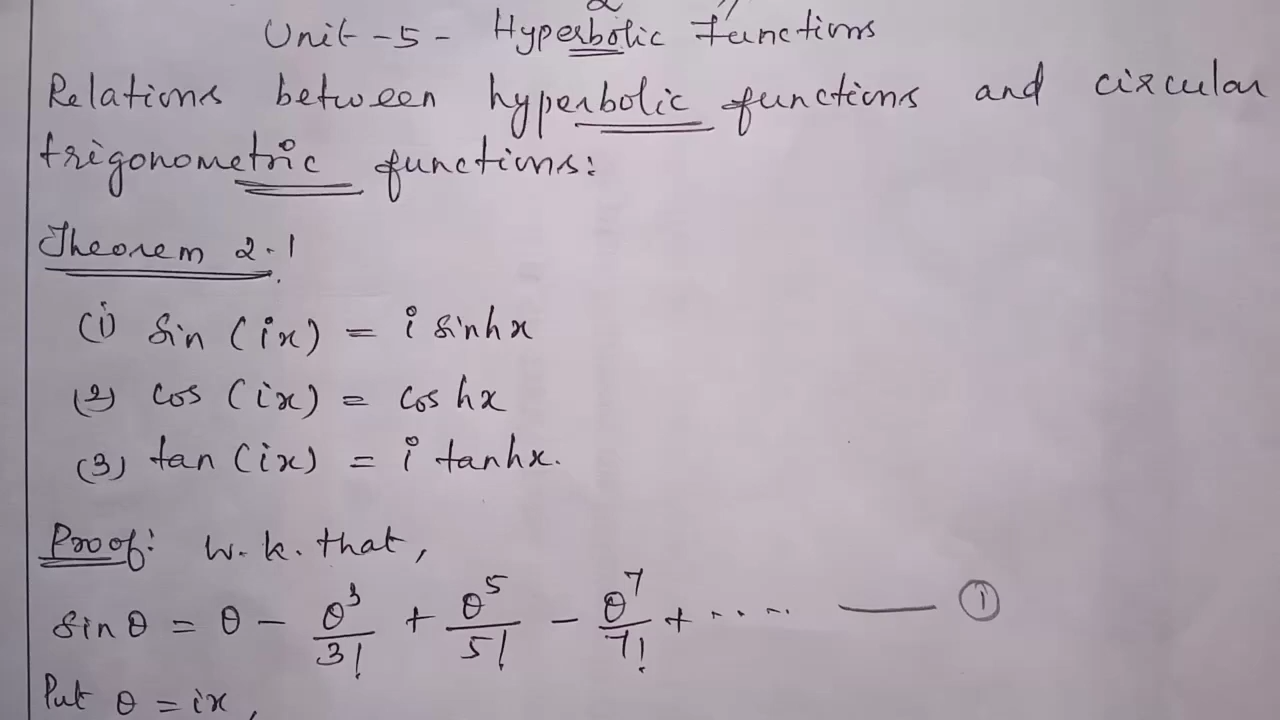 Unit - 5 - Hyperbolic Functions
Relations between hyperbolic functions and circular
trigonometric functions:
Theorem 2.1
(1) Sin (ix) = i sinhx
(2) cos (ix) = cos hx
(3) tan (ix) = i tanhx.
Proof: W.k. that,
Sin θ = θ - θ³/3! + θ⁵/5! - θ⁷/7! + ..... —— ①
Put θ = ix,